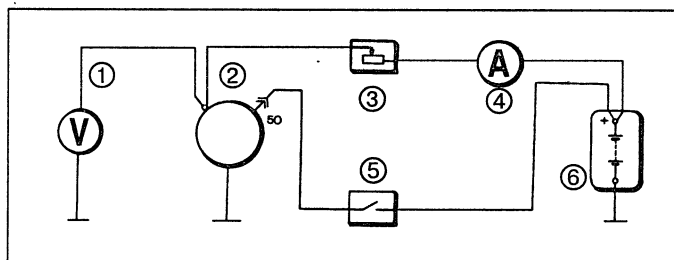 ① ② ③ A ④
V 50 ⑤ + ⑥